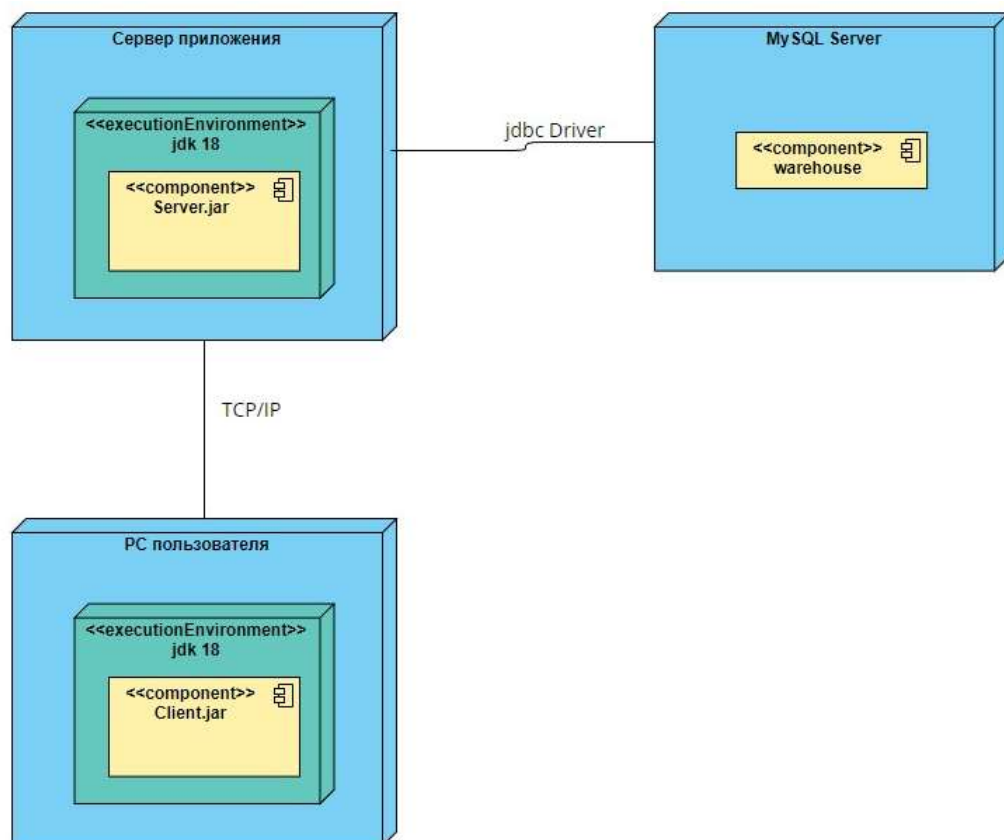 Сервер приложения
<<executionEnvironment>>
jdk 18
<<component>>
Server.jar
jdbc Driver
MySQL Server
<<component>>
warehouse
TCP/IP
PC пользователя
<<executionEnvironment>>
jdk 18
<<component>>
Client.jar